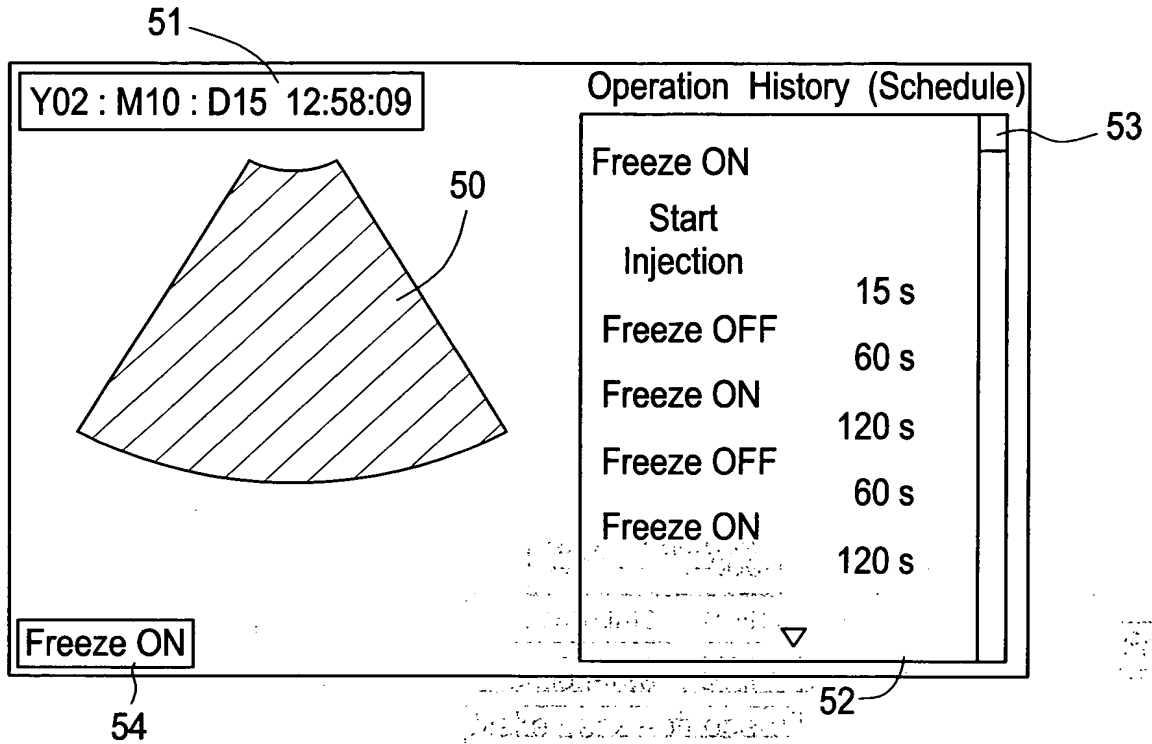 51
Y02 : M10 : D15 12:58:09
Operation History (Schedule)
53
50
Freeze ON
Start
Injection
15 s
Freeze OFF
60 s
Freeze ON
120 s
Freeze OFF
60 s
Freeze ON
120 s
Freeze ON
52
54